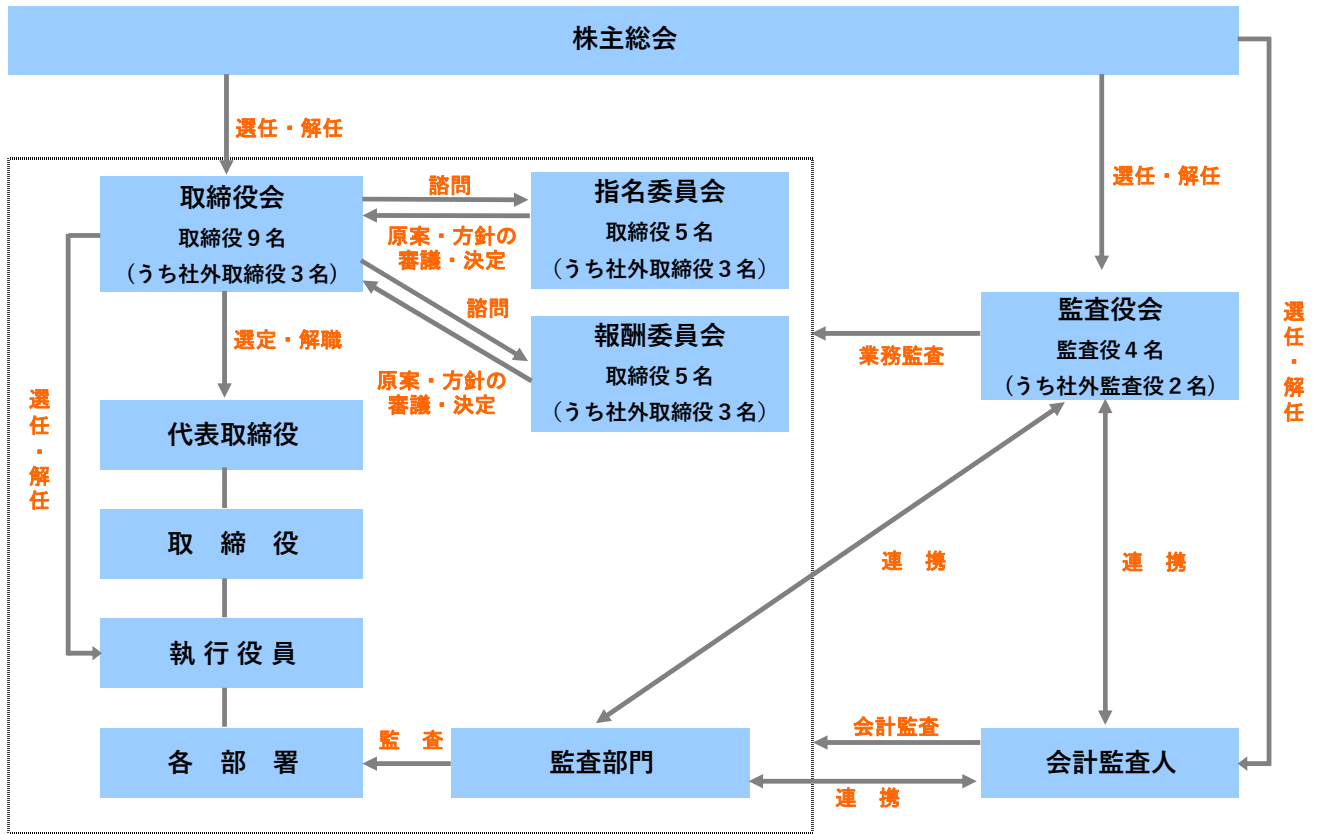 株主総会
選任・解任
選任・解任
選任・解任
取締役会
取締役９名
（うち社外取締役３名）
諮問
原案・方針の
審議・決定
指名委員会
取締役５名
（うち社外取締役３名）
諮問
原案・方針の
審議・決定
報酬委員会
取締役５名
（うち社外取締役３名）
監査役会
監査役４名
（うち社外監査役２名）
業務監査
選定・解職
選任・解任
代表取締役
取　締　役
執 行 役 員
各　部　署
監　査
監査部門
連　携
連　携
会計監査
連　携
会計監査人